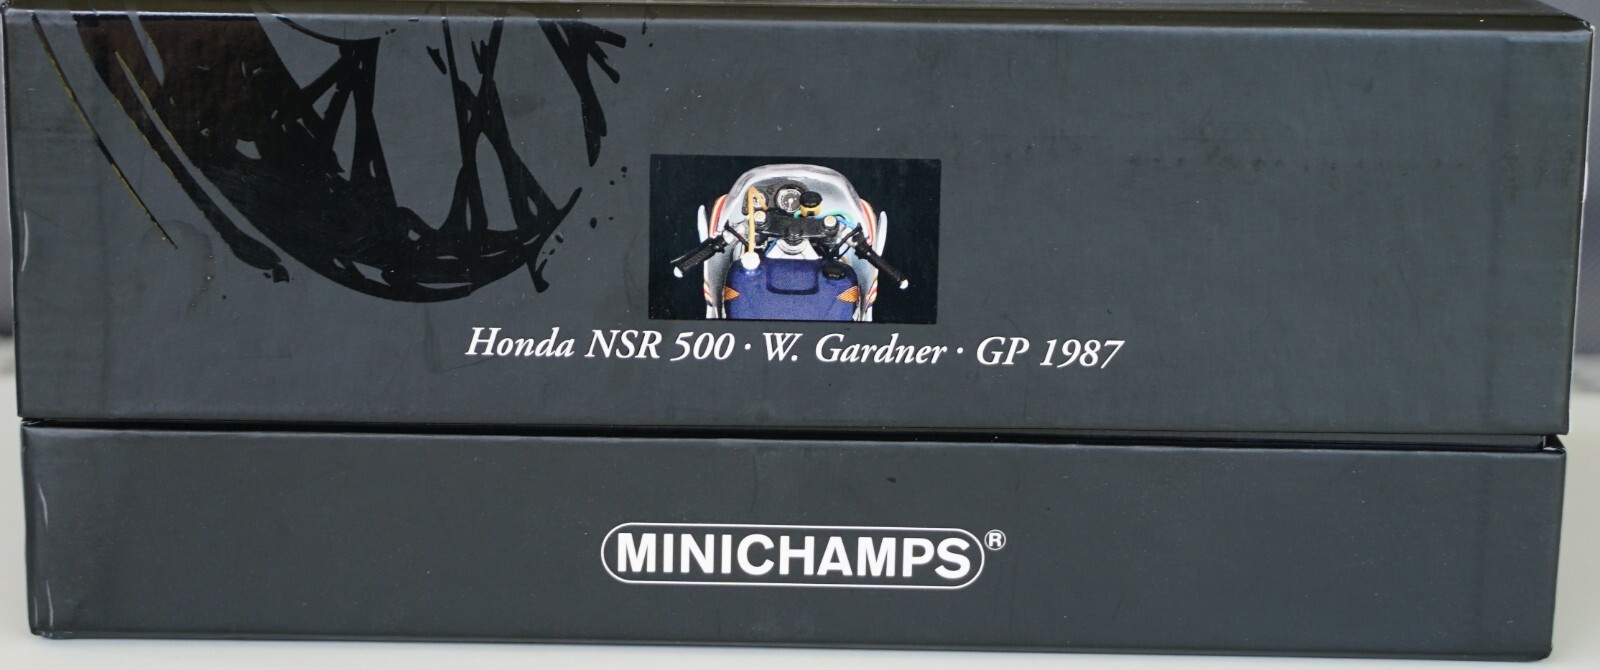 Honda NSR 500 · W. Gardner · GP 1987
MINICHAMPS®